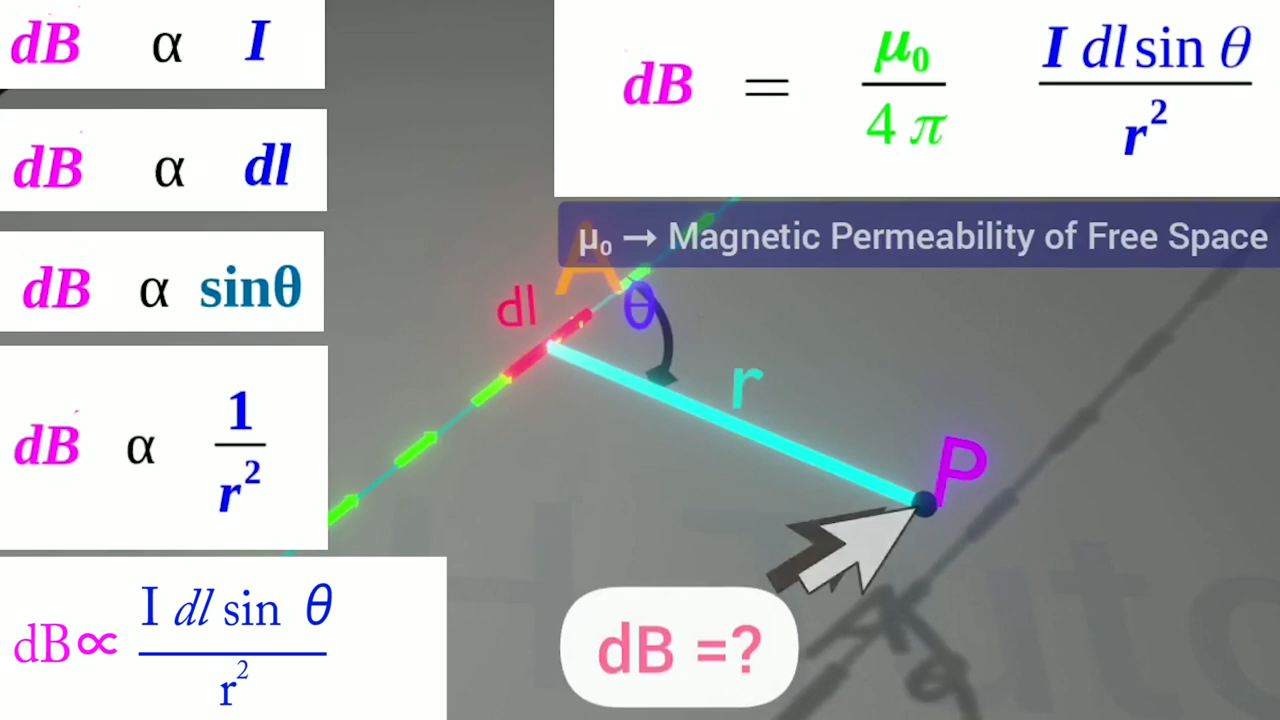 dB α I
dB α dl
dB α sinθ
dB α 1/r²
dB ∝ I dl sin θ / r²
dB = μ₀/4π I dl sin θ / r²
μ₀ → Magnetic Permeability of Free Space
A
dl
θ
r
P
dB =?